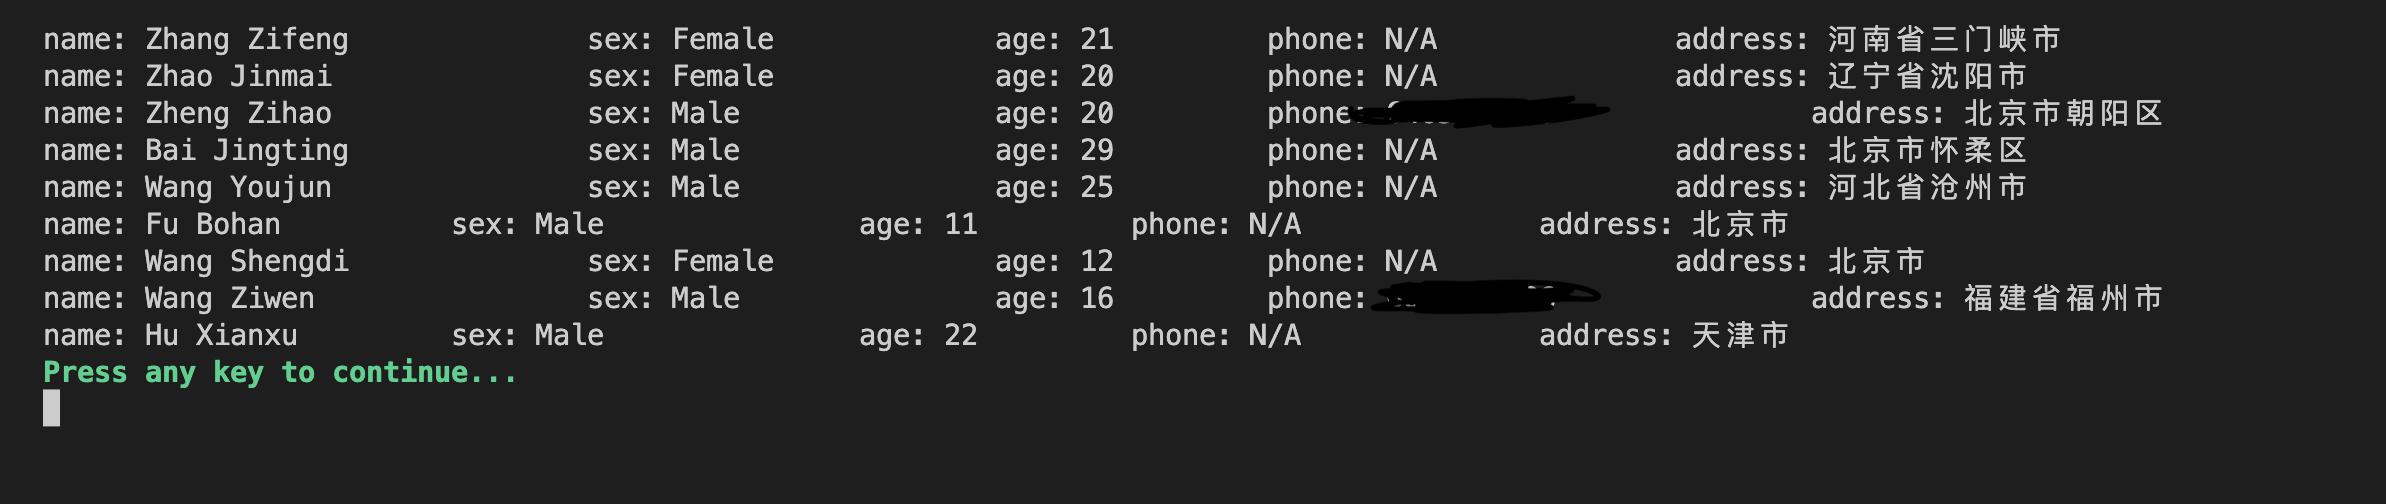 name: Zhang Zifeng sex: Female age: 21 phone: N/A address: 河南省三门峡市
name: Zhao Jinmai sex: Female age: 20 phone: N/A address: 辽宁省沈阳市
name: Zheng Zihao sex: Male age: 20 phone address: 北京市朝阳区
name: Bai Jingting sex: Male age: 29 phone: N/A address: 北京市怀柔区
name: Wang Youjun sex: Male age: 25 phone: N/A address: 河北省沧州市
name: Fu Bohan sex: Male age: 11 phone: N/A address: 北京市
name: Wang Shengdi sex: Female age: 12 phone: N/A address: 北京市
name: Wang Ziwen sex: Male age: 16 phone: address: 福建省福州市
name: Hu Xianxu sex: Male age: 22 phone: N/A address: 天津市
Press any key to continue...